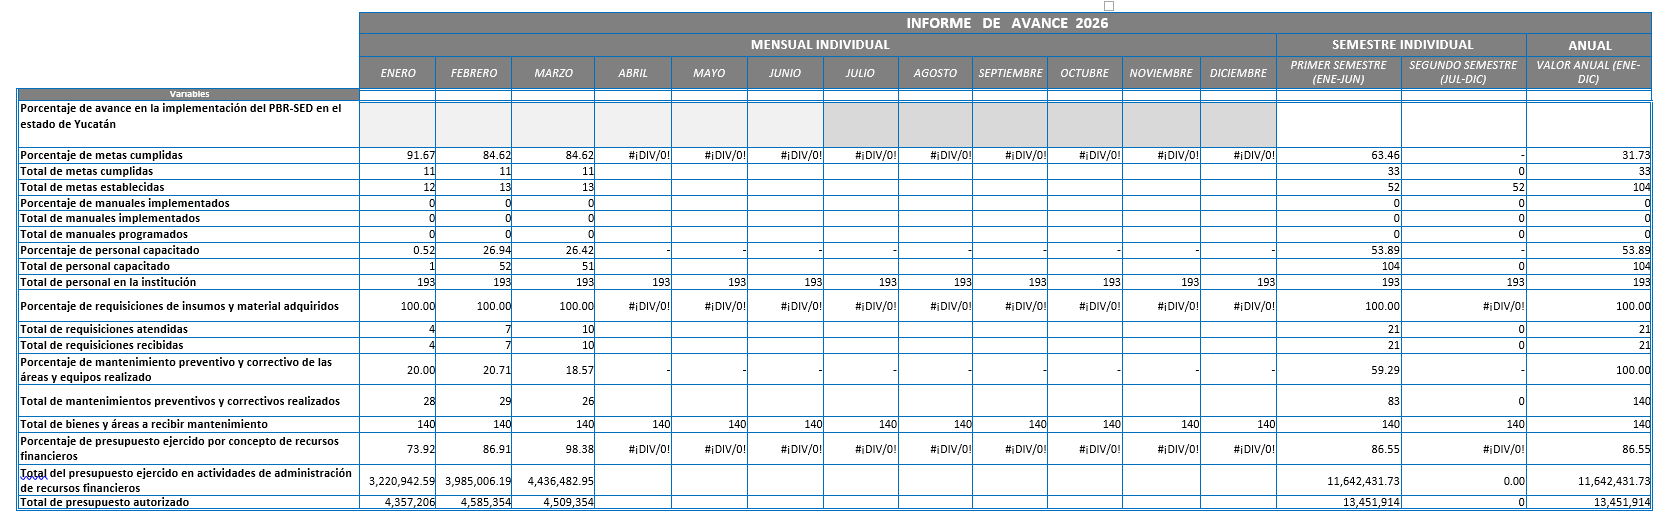 INFORME DE AVANCE 2026
MENSUAL INDIVIDUAL SEMESTRE INDIVIDUAL ANUAL
ENERO FEBRERO MARZO ABRIL MAYO JUNIO JULIO AGOSTO SEPTIEMBRE OCTUBRE NOVIEMBRE DICIEMBRE PRIMER SEMESTRE (ENE-JUN) SEGUNDO SEMESTRE (JUL-DIC) VALOR ANUAL (ENE-DIC)
Variables
Porcentaje de avance en la implementación del PBR-SED en el
estado de Yucatán
Porcentaje de metas cumplidas 91.67 84.62 84.62 #¡DIV/0! #¡DIV/0! #¡DIV/0! #¡DIV/0! #¡DIV/0! #¡DIV/0! #¡DIV/0! #¡DIV/0! #¡DIV/0! 63.46 - 31.73
Total de metas cumplidas 11 11 11 33 0 33
Total de metas establecidas 12 13 13 52 52 104
Porcentaje de manuales implementados 0 0 0 0 0 0
Total de manuales implementados 0 0 0 0 0 0
Total de manuales programados 0 0 0 0 0 0
Porcentaje de personal capacitado 0.52 26.94 26.42 - - - - - - - - - 53.89 - 53.89
Total de personal capacitado 1 52 51 104 0 104
Total de personal en la institución 193 193 193 193 193 193 193 193 193 193 193 193 193 193 193
Porcentaje de requisiciones de insumos y material adquiridos 100.00 100.00 100.00 #¡DIV/0! #¡DIV/0! #¡DIV/0! #¡DIV/0! #¡DIV/0! #¡DIV/0! #¡DIV/0! #¡DIV/0! #¡DIV/0! 100.00 #¡DIV/0! 100.00
Total de requisiciones atendidas 4 7 10 21 0 21
Total de requisiciones recibidas 4 7 10 21 0 21
Porcentaje de mantenimiento preventivo y correctivo de las
áreas y equipos realizado 20.00 20.71 18.57 - - - - - - - - - 59.29 - 100.00
Total de mantenimientos preventivos y correctivos realizados 28 29 26 83 0 140
Total de bienes y áreas a recibir mantenimiento 140 140 140 140 140 140 140 140 140 140 140 140 140 140 140
Porcentaje de presupuesto ejercido por concepto de recursos
financieros 73.92 86.91 98.38 #¡DIV/0! #¡DIV/0! #¡DIV/0! #¡DIV/0! #¡DIV/0! #¡DIV/0! #¡DIV/0! #¡DIV/0! #¡DIV/0! 86.55 #¡DIV/0! 86.55
Total del presupuesto ejercido en actividades de administración
de recursos financieros 3,220,942.59 3,985,006.19 4,436,482.95 11,642,431.73 0.00 11,642,431.73
Total de presupuesto autorizado 4,357,206 4,585,354 4,509,354 13,451,914 0 13,451,914